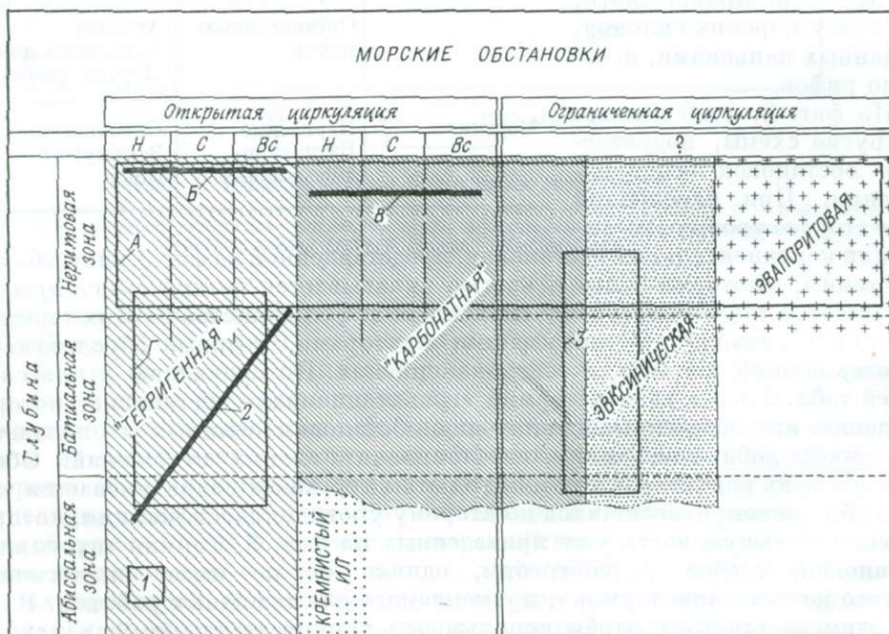 МОРСКИЕ ОБСТАНОВКИ
Открытая циркуляция
Ограниченная циркуляция
Н С Вс Н С Вс ?
Глубина
Неритовая зона
Батиальная зона
Абиссальная зона
А
Б
В
"ТЕРРИГЕННАЯ"
"КАРБОНАТНАЯ"
ЭВКСИНИЧЕСКАЯ
ЭВАПОРИТОВАЯ
КРЕМНИСТЫЙ ИЛ
1
2
3